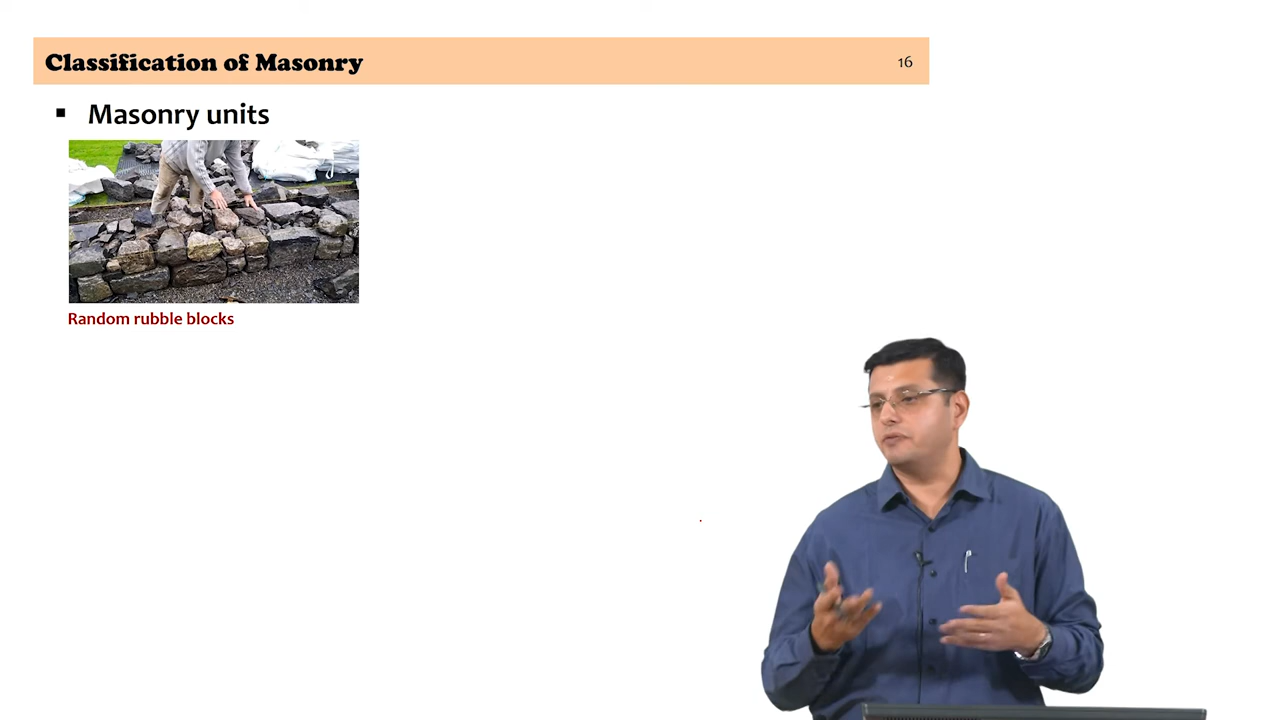 Classification of Masonry 16
▪ Masonry units
Random rubble blocks